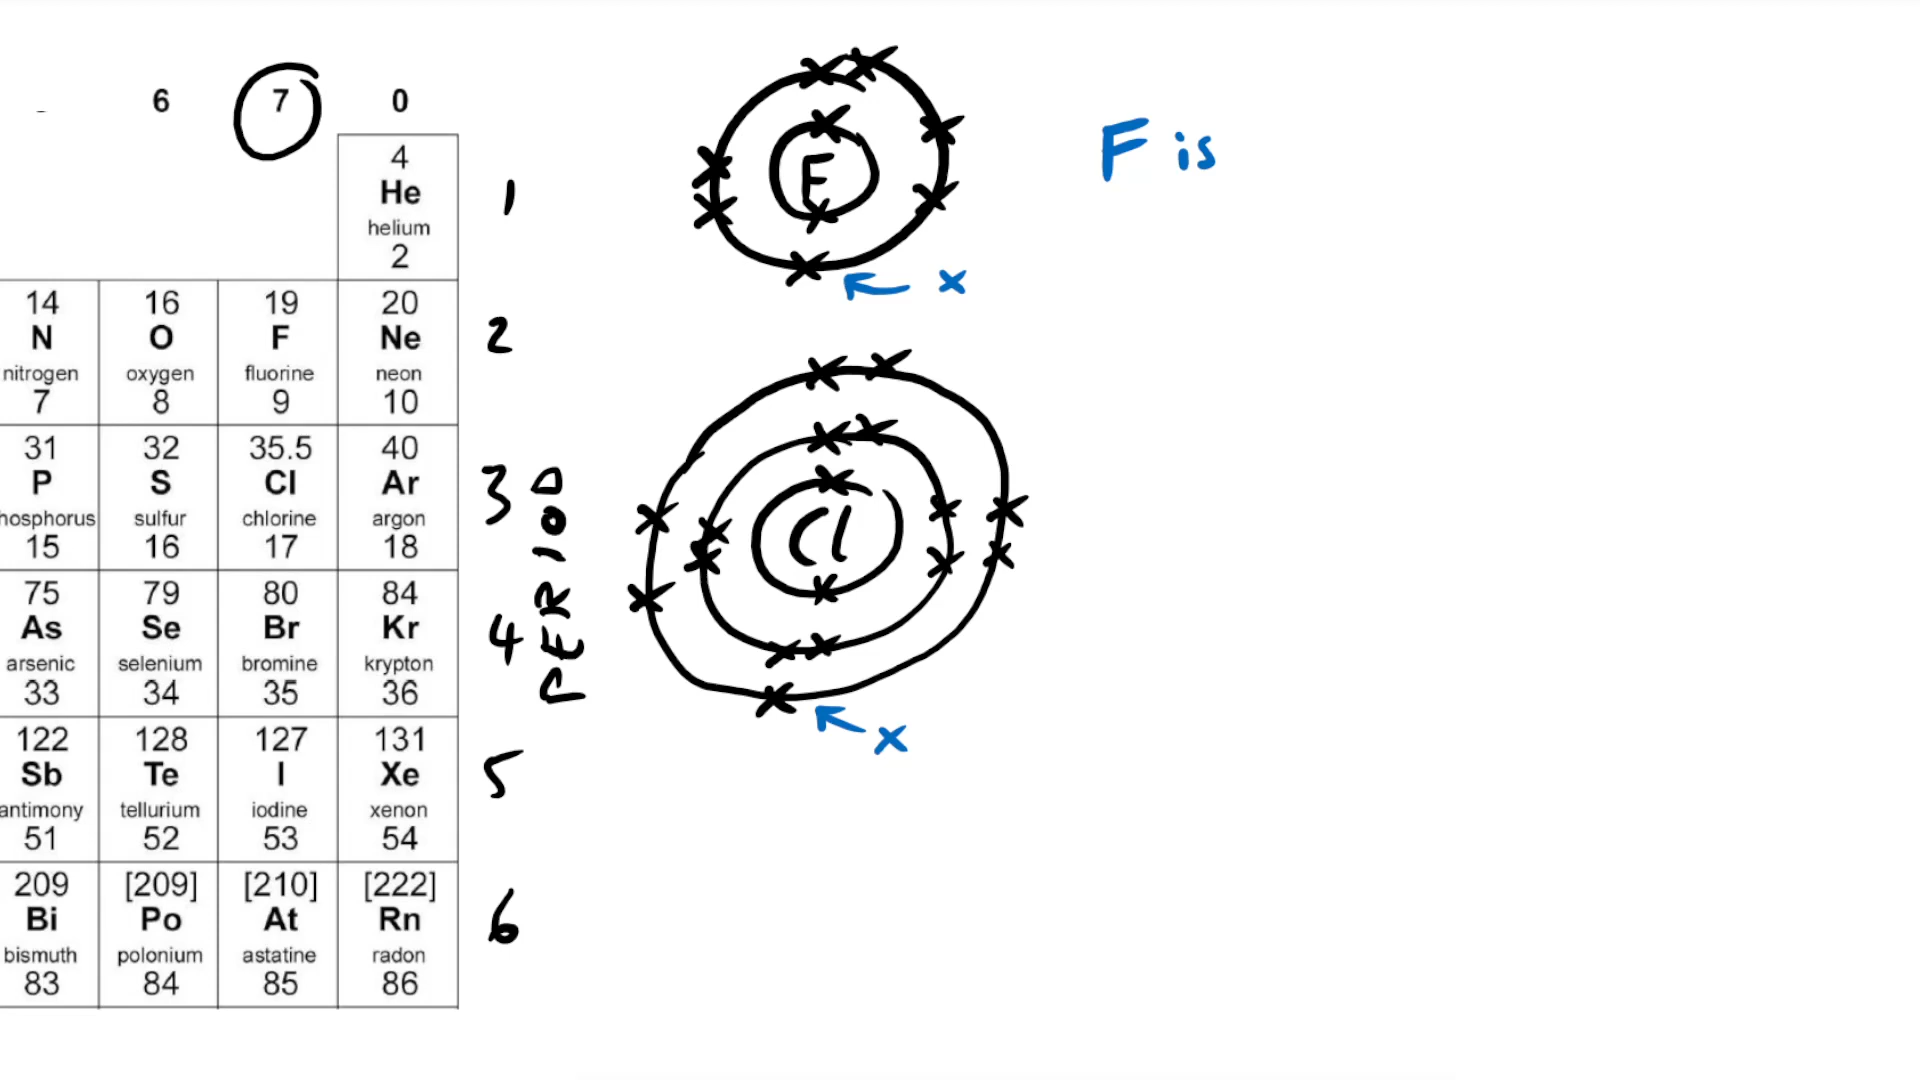 6 7 0
4
He
helium
2
1
14 16 19 20
N O F Ne
nitrogen oxygen fluorine neon
7 8 9 10
2
31 32 35.5 40
P S Cl Ar
hosphorus sulfur chlorine argon
15 16 17 18
3
75 79 80 84
As Se Br Kr
arsenic selenium bromine krypton
33 34 35 36
4
122 128 127 131
Sb Te I Xe
antimony tellurium iodine xenon
51 52 53 54
5
209 [209] [210] [222]
Bi Po At Rn
bismuth polonium astatine radon
83 84 85 86
6
PERIOD
F
x
Cl
x
F is